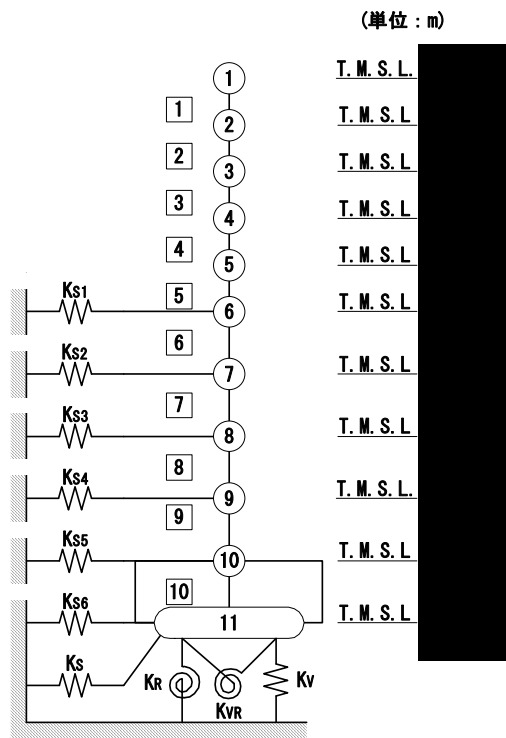 (単位：m)
1 T.M.S.L.
1
2 T.M.S.L
2
3 T.M.S.L
3
4 T.M.S.L
4
5 T.M.S.L
5
KS1 6 T.M.S.L
6
KS2 7 T.M.S.L
7
KS3 8 T.M.S.L
8
KS4 9 T.M.S.L.
9
KS5 10 T.M.S.L
10
KS6 11 T.M.S.L
KS KR KVR KV